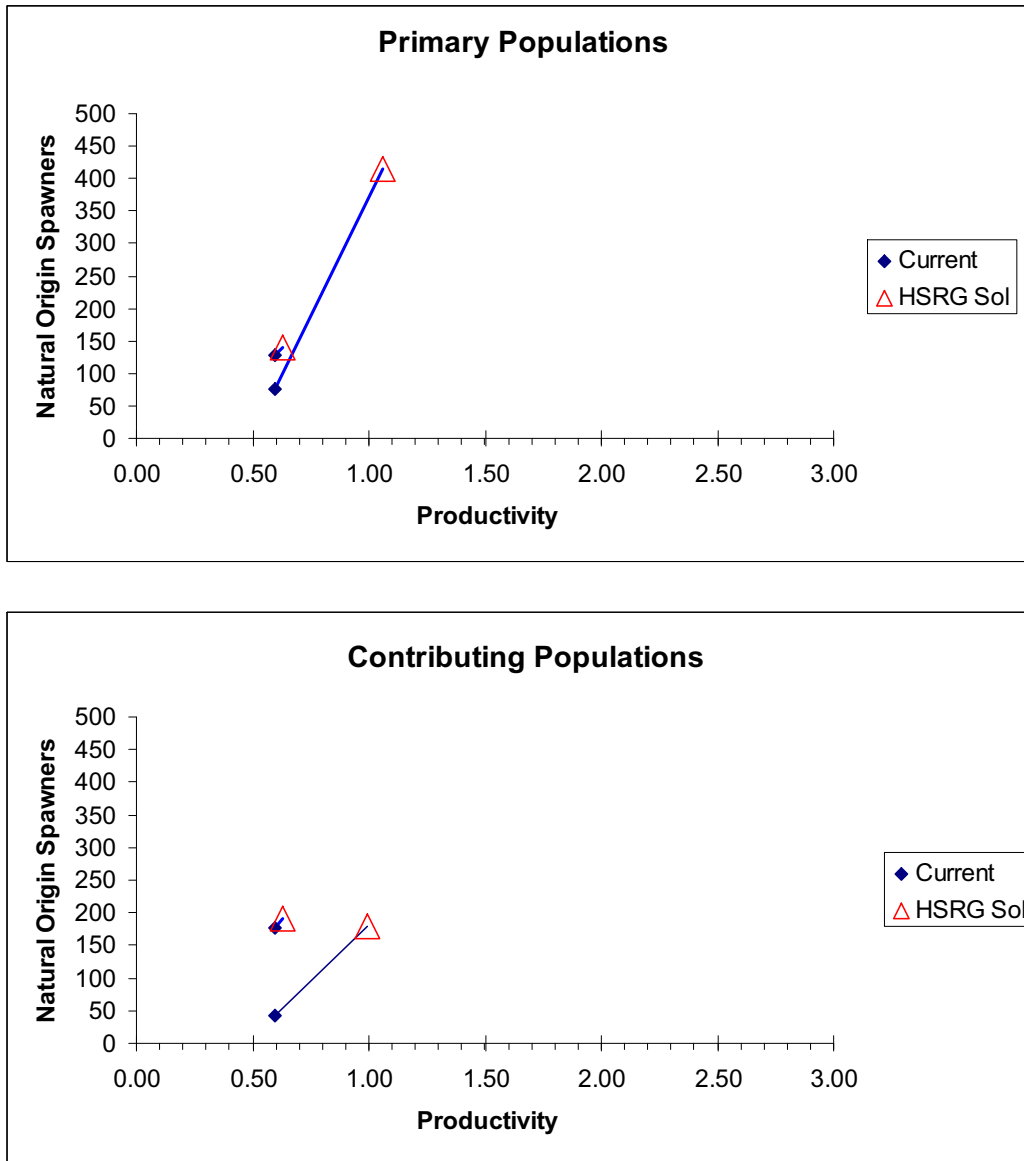 Primary Populations
500
450
400
350
300
250
200
150
100
50
0
Natural Origin Spawners
0.00 0.50 1.00 1.50 2.00 2.50 3.00
Productivity
Current
HSRG Sol
Contributing Populations
500
450
400
350
300
250
200
150
100
50
0
Natural Origin Spawners
0.00 0.50 1.00 1.50 2.00 2.50 3.00
Productivity
Current
HSRG Sol